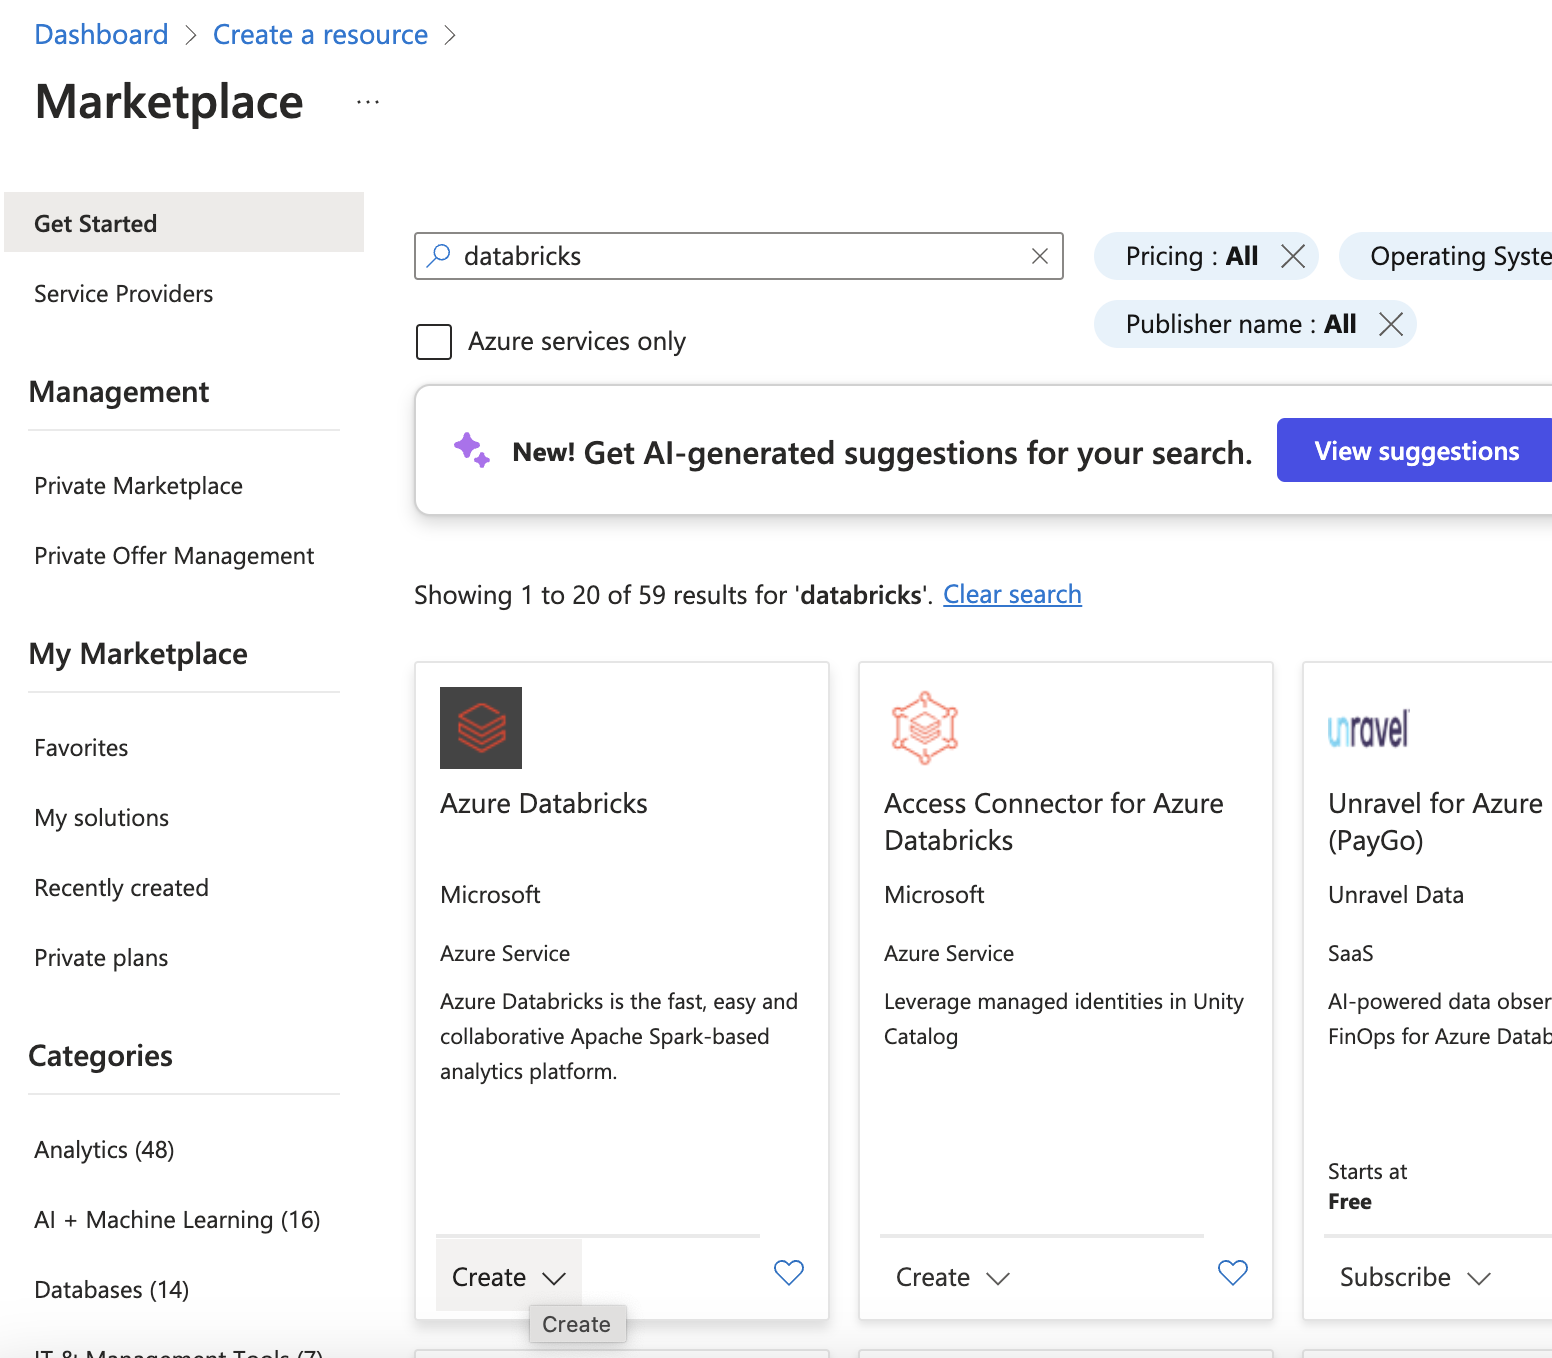 Dashboard > Create a resource >
Marketplace ...
Get Started
Service Providers
Management
Private Marketplace
Private Offer Management
My Marketplace
Favorites
My solutions
Recently created
Private plans
Categories
Analytics (48)
AI + Machine Learning (16)
Databases (14)
IT & Management Tools (7)
databricks
Pricing : All
Operating Syste
Publisher name : All
Azure services only
New! Get AI-generated suggestions for your search.
View suggestions
Showing 1 to 20 of 59 results for 'databricks'. Clear search
Azure Databricks
Microsoft
Azure Service
Azure Databricks is the fast, easy and
collaborative Apache Spark-based
analytics platform.
Create
Create
Access Connector for Azure
Databricks
Microsoft
Azure Service
Leverage managed identities in Unity
Catalog
Create
unravel
Unravel for Azure
(PayGo)
Unravel Data
SaaS
AI-powered data obser
FinOps for Azure Datab
Starts at
Free
Subscribe